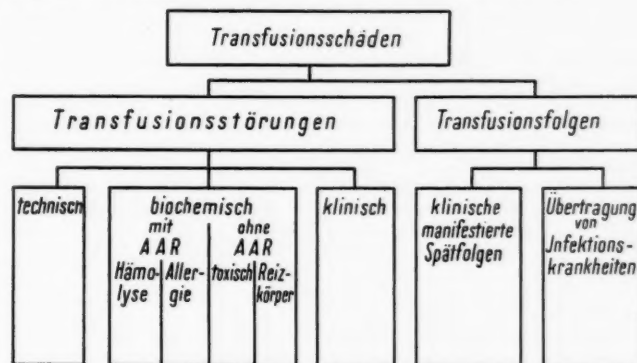 Transfusionsschäden
Transfusionsstörungen
Transfusionsfolgen
technisch
biochemisch
mit
AAR
Hämo-
lyse
Aller-
gie
ohne
AAR
toxisch
Reiz-
körper
klinisch
klinische
manifestierte
Spätfolgen
Übertragung
von
Jnfektions-
krankheiten